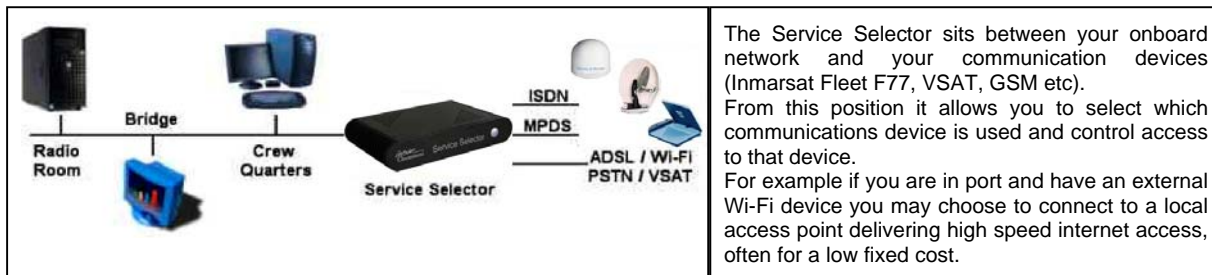 Radio
Room
Bridge
Crew
Quarters
Service Selector
Service Selector
ISDN
MPDS
ADSL / Wi-Fi
PSTN / VSAT
The Service Selector sits between your onboard
network and your communication devices
(Inmarsat Fleet F77, VSAT, GSM etc).
From this position it allows you to select which
communications device is used and control access
to that device.
For example if you are in port and have an external
Wi-Fi device you may choose to connect to a local
access point delivering high speed internet access,
often for a low fixed cost.